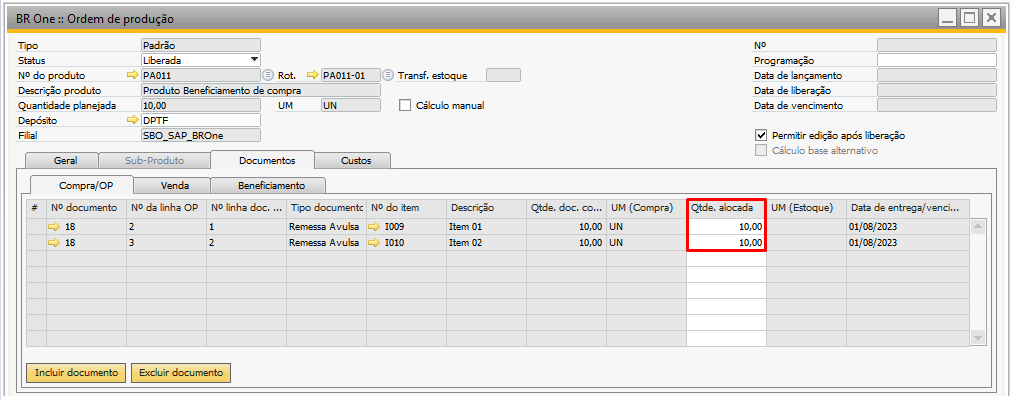 BR One :: Ordem de produção
Tipo Padrão Nº
Status Liberada Programação
Nº do produto PA011 Rot. PA011-01 Transf. estoque Data de lançamento
Descrição produto Produto Beneficiamento de compra Data de liberação
Quantidade planejada 10,00 UM UN Cálculo manual Data de vencimento
Depósito DPTF
Filial SBO_SAP_BROne Permitir edição após liberação
Cálculo base alternativo
Geral Sub-Produto Documentos Custos
Compra/OP Venda Beneficiamento
# Nº documento Nº da linha OP Nº linha doc. ... Tipo documento Nº do item Descrição Qtde. doc. co... UM (Compra) Qtde. alocada UM (Estoque) Data de entrega/venci...
18 2 1 Remessa Avulsa I009 Item 01 10,00 UN 10,00 01/08/2023
18 3 2 Remessa Avulsa I010 Item 02 10,00 UN 10,00 01/08/2023
Incluir documento Excluir documento